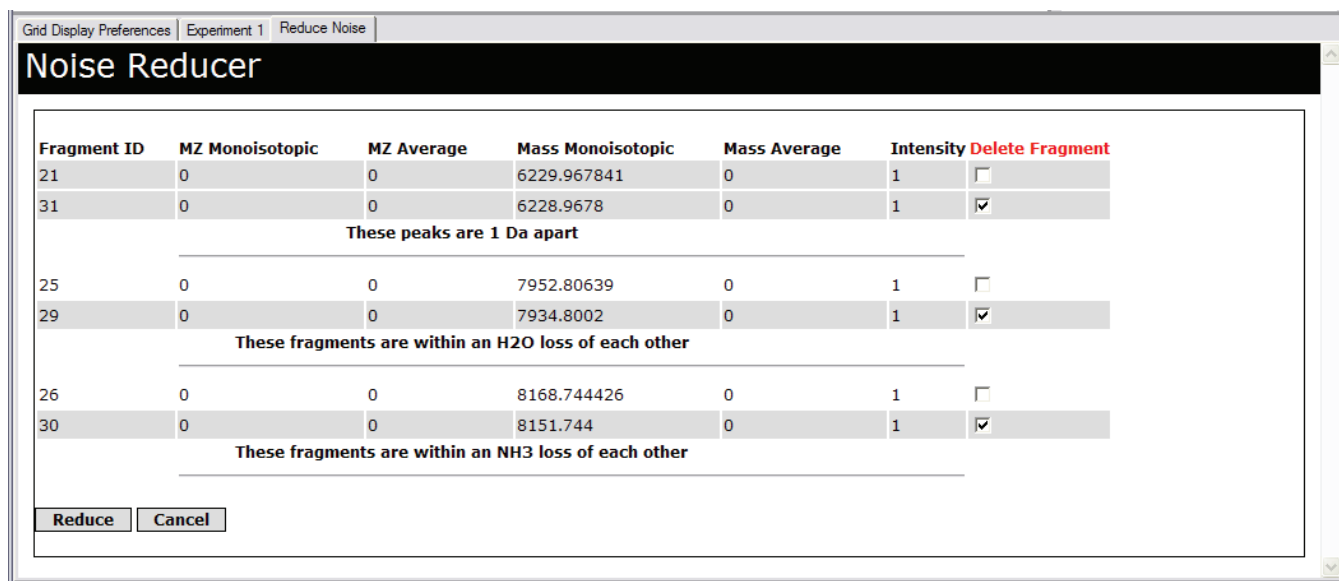 Grid Display Preferences Experiment 1 Reduce Noise
Noise Reducer
Fragment ID MZ Monoisotopic MZ Average Mass Monoisotopic Mass Average Intensity Delete Fragment
21 0 0 6229.967841 0 1
31 0 0 6228.9678 0 1
These peaks are 1 Da apart
25 0 0 7952.80639 0 1
29 0 0 7934.8002 0 1
These fragments are within an H2O loss of each other
26 0 0 8168.744426 0 1
30 0 0 8151.744 0 1
These fragments are within an NH3 loss of each other
Reduce Cancel